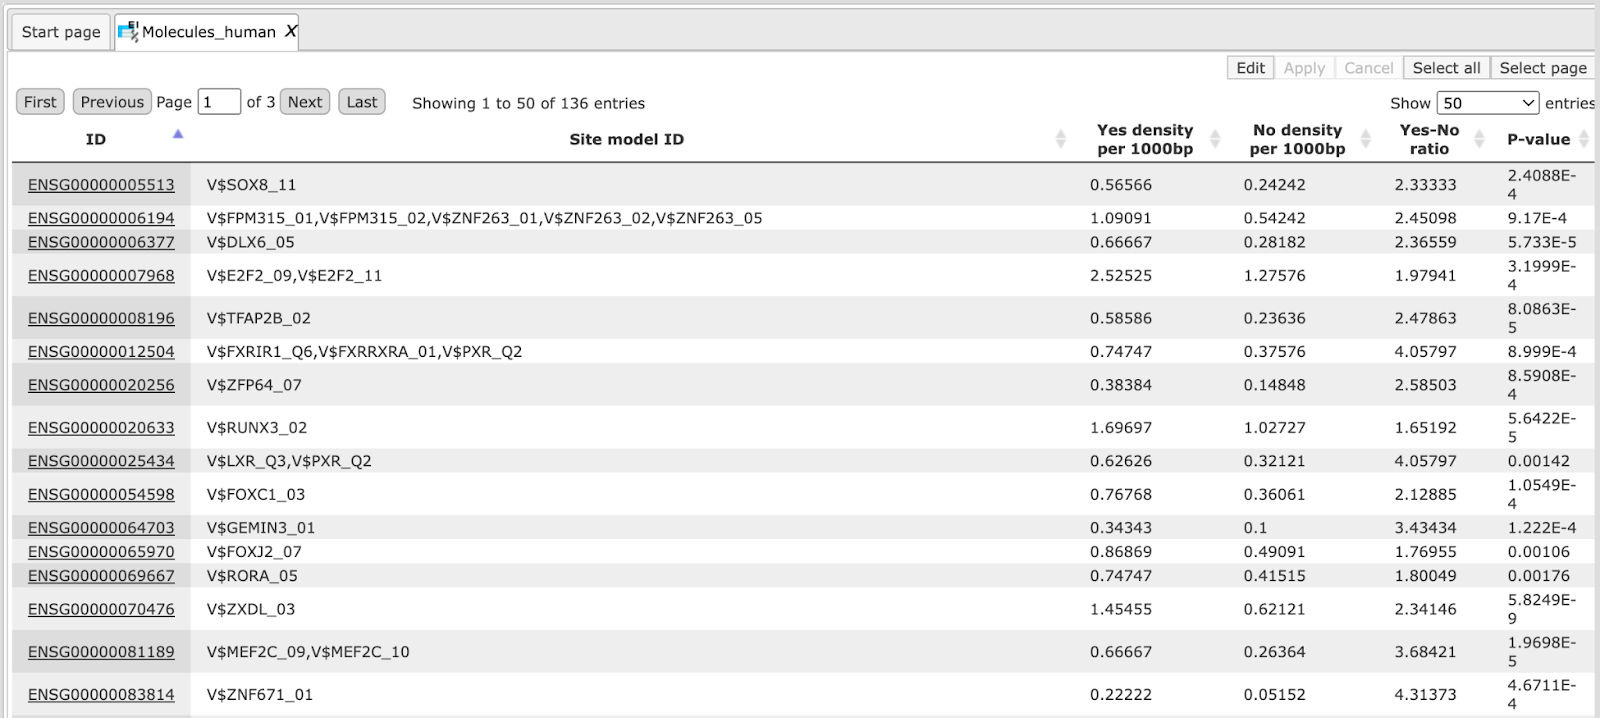 Start page
EI
Molecules_human X
Edit Apply Cancel Select all Select page
First Previous Page 1 of 3 Next Last Showing 1 to 50 of 136 entries Show 50 entries
ID Site model ID Yes density per 1000bp No density per 1000bp Yes-No ratio P-value
ENSG00000005513 V$SOX8_11 0.56566 0.24242 2.33333 2.4088E-4
ENSG00000006194 V$FPM315_01,V$FPM315_02,V$ZNF263_01,V$ZNF263_02,V$ZNF263_05 1.09091 0.54242 2.45098 9.17E-4
ENSG00000006377 V$DLX6_05 0.66667 0.28182 2.36559 5.733E-5
ENSG00000007968 V$E2F2_09,V$E2F2_11 2.52525 1.27576 1.97941 3.1999E-4
ENSG00000008196 V$TFAP2B_02 0.58586 0.23636 2.47863 8.0863E-5
ENSG00000012504 V$FXRIR1_Q6,V$FXRRXRA_01,V$PXR_Q2 0.74747 0.37576 4.05797 8.999E-4
ENSG00000020256 V$ZFP64_07 0.38384 0.14848 2.58503 8.5908E-4
ENSG00000020633 V$RUNX3_02 1.69697 1.02727 1.65192 5.6422E-5
ENSG00000025434 V$LXR_Q3,V$PXR_Q2 0.62626 0.32121 4.05797 0.00142
ENSG00000054598 V$FOXC1_03 0.76768 0.36061 2.12885 1.0549E-4
ENSG00000064703 V$GEMIN3_01 0.34343 0.1 3.43434 1.222E-4
ENSG00000065970 V$FOXJ2_07 0.86869 0.49091 1.76955 0.00106
ENSG00000069667 V$RORA_05 0.74747 0.41515 1.80049 0.00176
ENSG00000070476 V$ZXDL_03 1.45455 0.62121 2.34146 5.8249E-9
ENSG00000081189 V$MEF2C_09,V$MEF2C_10 0.66667 0.26364 3.68421 1.9698E-5
ENSG00000083814 V$ZNF671_01 0.22222 0.05152 4.31373 4.6711E-4